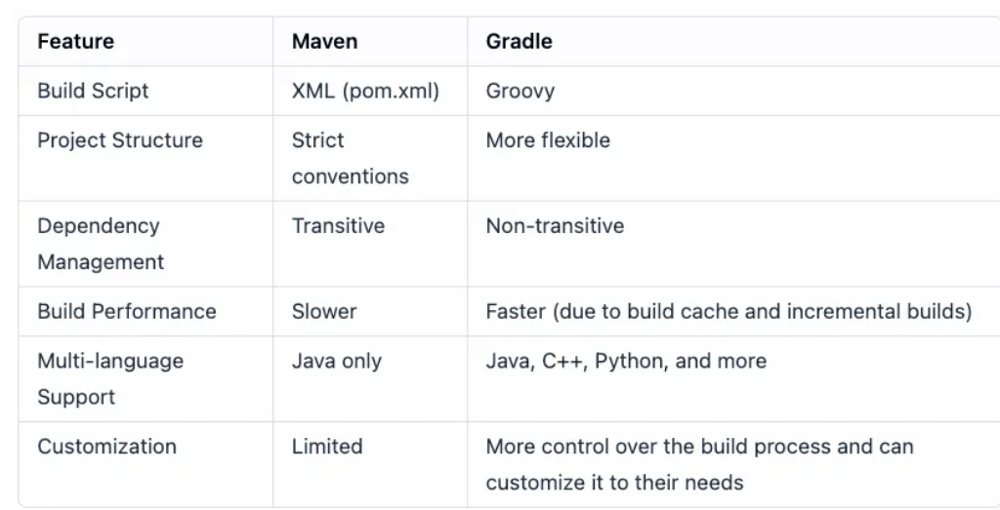 Feature Maven Gradle
Build Script XML (pom.xml) Groovy
Project Structure Strict More flexible
conventions
Dependency Transitive Non-transitive
Management
Build Performance Slower Faster (due to build cache and incremental builds)
Multi-language Java only Java, C++, Python, and more
Support
Customization Limited More control over the build process and can
customize it to their needs